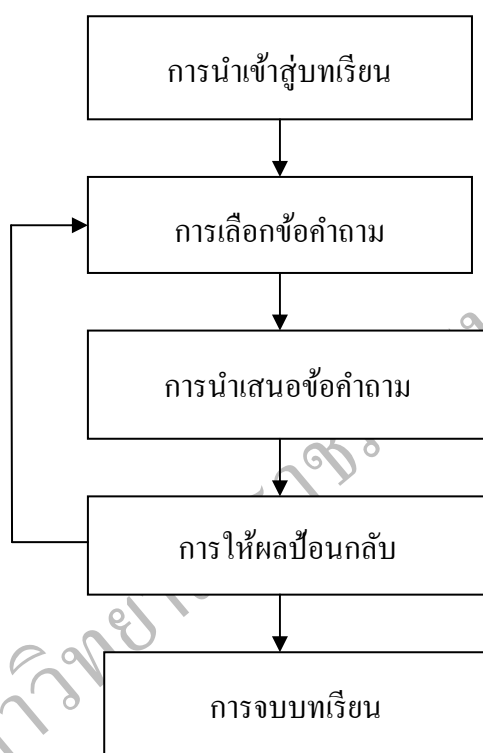 การนำเข้าสู่บทเรียน
การเลือกข้อคำถาม
การนำเสนอข้อคำถาม
การให้ผลป้อนกลับ
การจบบทเรียน